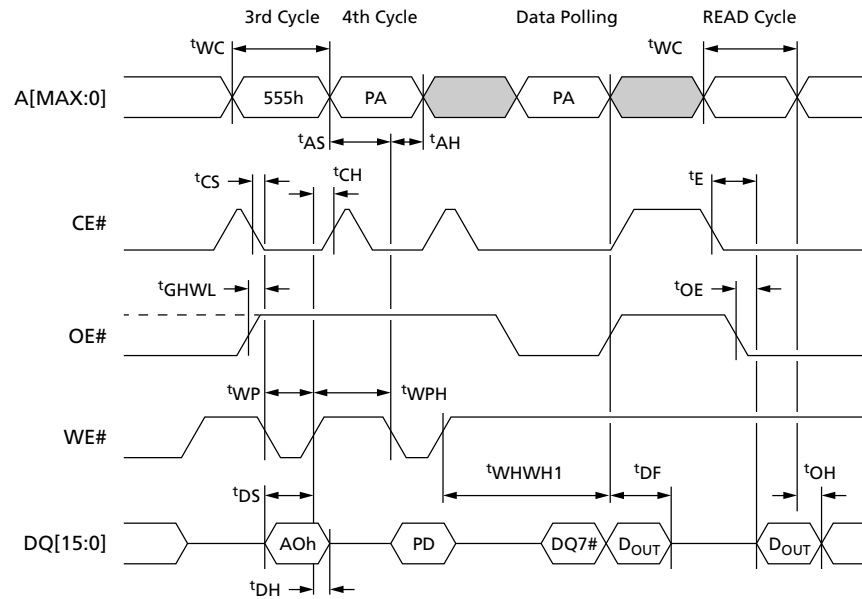 3rd Cycle 4th Cycle Data Polling READ Cycle
tWC tWC
A[MAX:0] 555h PA PA
tAS tAH
tCS tCH tE
CE#
tGHWL tOE
OE#
tWP tWPH
WE#
tWHWH1 tDF tOH
tDS
DQ[15:0] AOh PD DQ7# DOUT DOUT
tDH